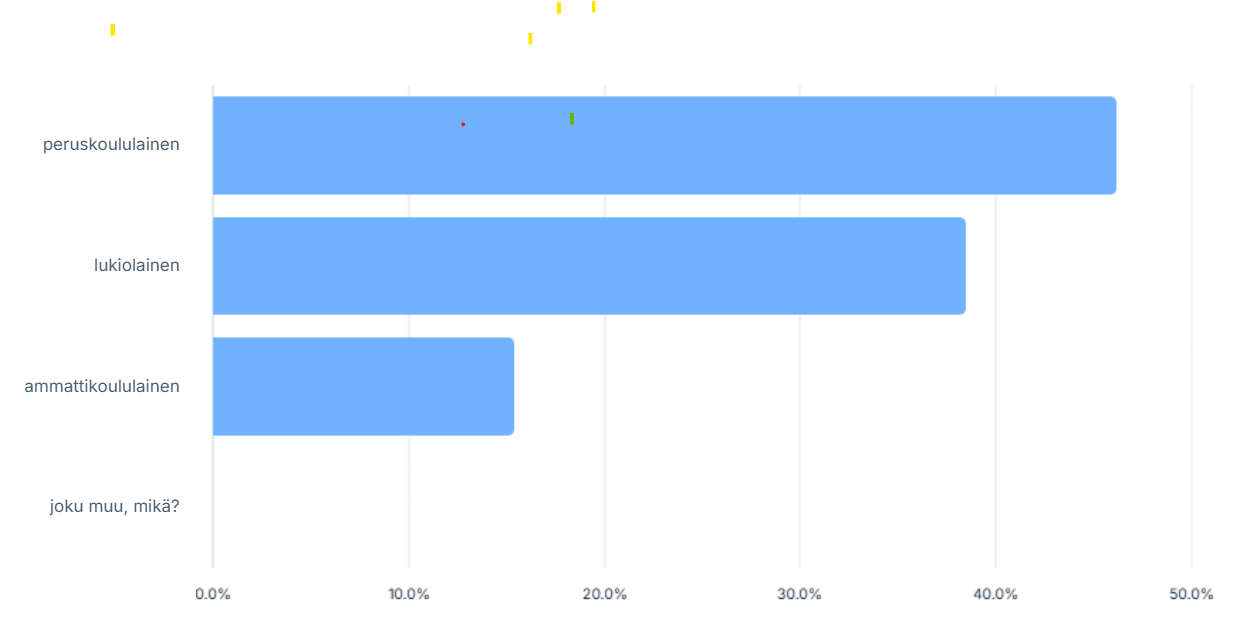 peruskoululainen
lukiolainen
ammattikoululainen
joku muu, mikä?
0.0% 10.0% 20.0% 30.0% 40.0% 50.0%